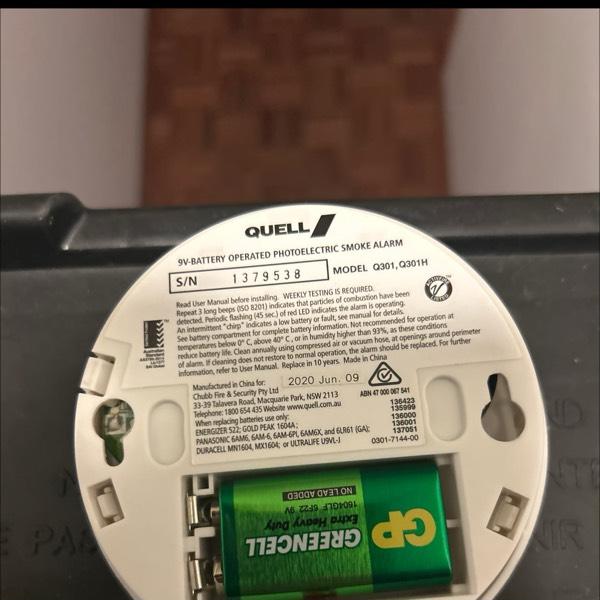 QUELL
9V-BATTERY OPERATED PHOTOELECTRIC SMOKE ALARM
S/N 1379538 MODEL Q301,Q301H
Read User Manual before installing. WEEKLY TESTING IS REQUIRED.
Repeat 3 long beeps (ISO 8201) indicates that particles of combustion have been
detected. Periodic flashing (45 sec.) of red LED indicates the alarm is operating.
An intermittent "chirp" indicates a low battery or fault, see manual for details.
See battery compartment for complete battery information. Not recommended for operation at
temperatures below 0° C, above 40° C, or in humidity higher than 93%, as these conditions
reduce battery life. Clean annually using compressed air or vacuum hose, at openings around perimeter
of alarm. If cleaning does not restore to normal operation, the alarm should be replaced. For further
information, refer to User Manual. Replace in 10 years. Made in China
Australian
Standard
Manufactured in China for: 2020 Jun. 09
Chubb Fire & Security Pty Ltd ABN 47 000 067 541
33-39 Talavera Road, Macquarie Park, NSW 2113
Telephone: 1800 654 435 Website www.quell.com.au
When replacing batteries use only:
ENERGIZER 522; GOLD PEAK 1604A;
PANASONIC 6AM6, 6AM-6, 6AM-6PI, 6AM6X, and 6LR61 (GA);
DURACELL MN1604, MX1604; or ULTRALIFE U9VL-J
136423
135999
136000
136001
137051
0301-7144-00
NO LEAD ADDED
1604GLF 6F22 9V
Extra Heavy Duty
GREENCELL
GP